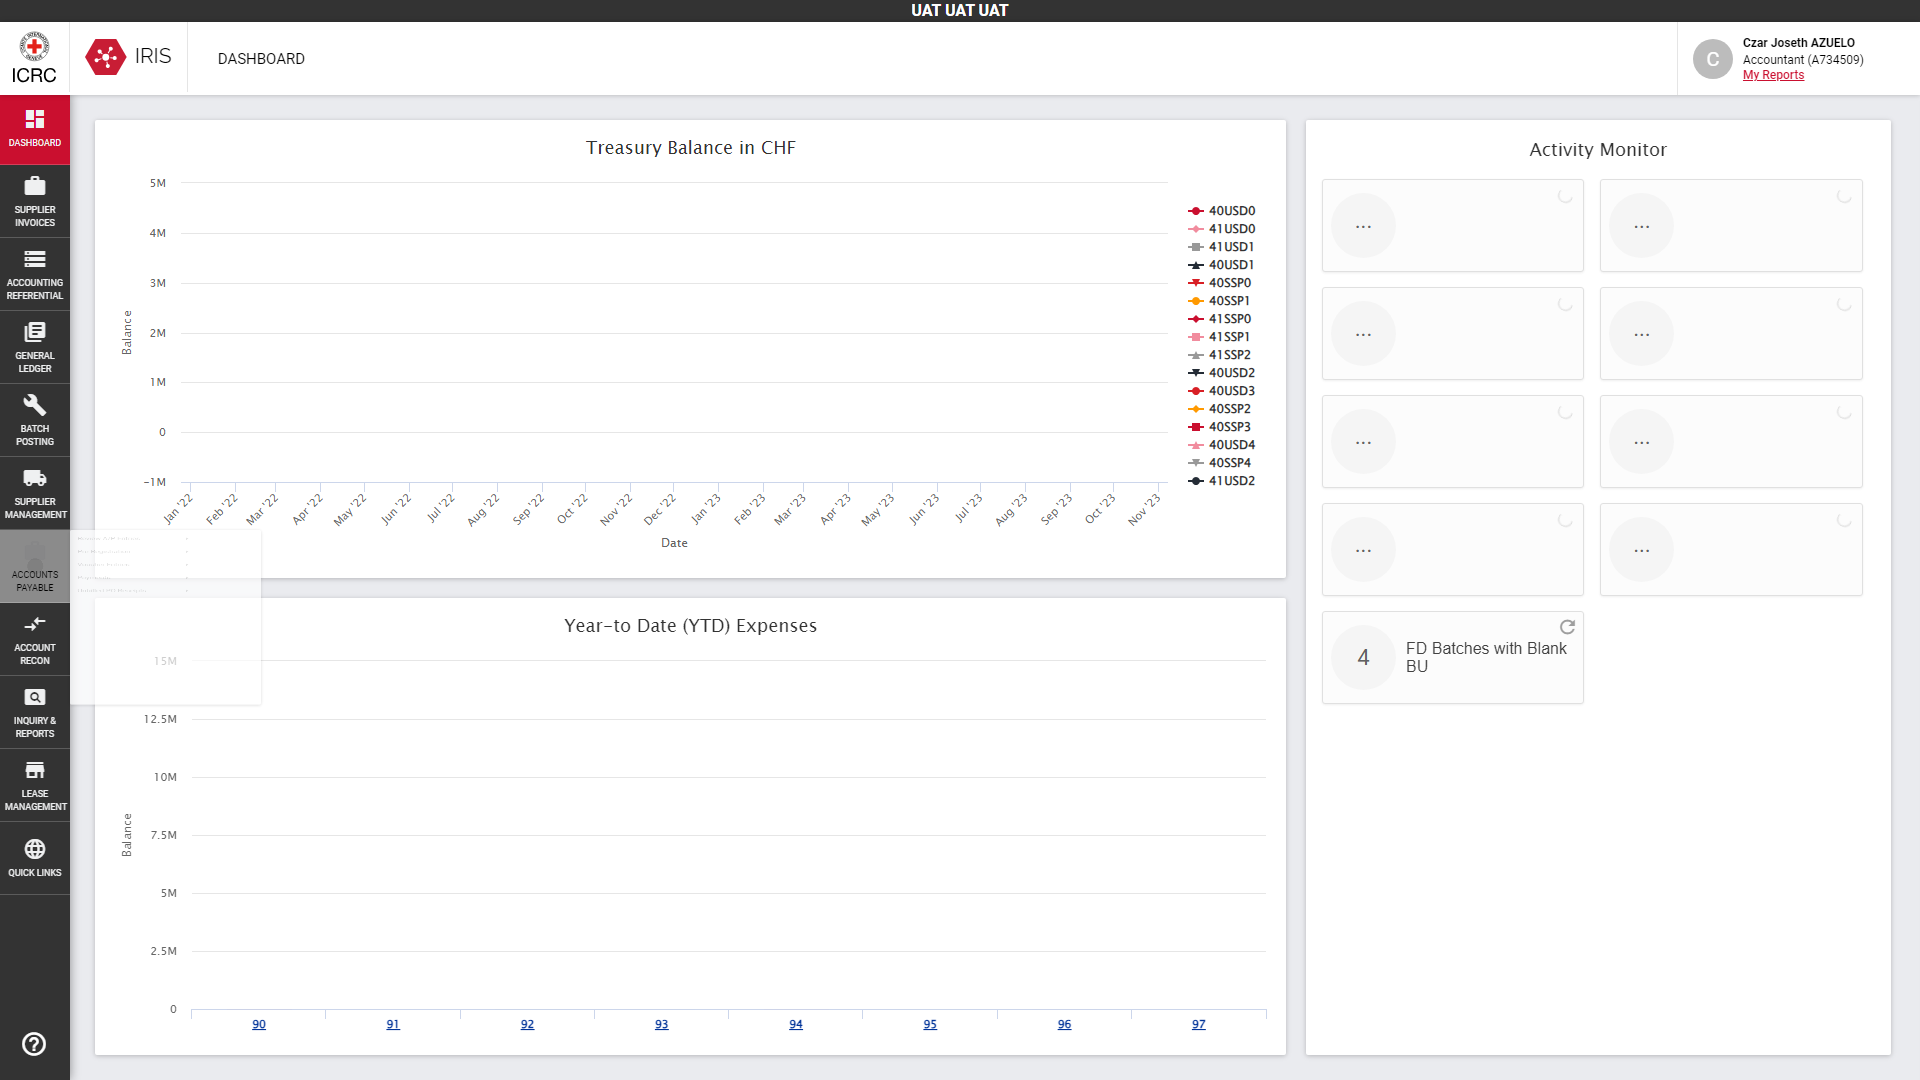 UAT UAT UAT
ICRC
IRIS
DASHBOARD
Czar Joseth AZUELO
C
Accountant (A734509)
My Reports
DASHBOARD
SUPPLIER
INVOICES
ACCOUNTING
REFERENTIAL
GENERAL
LEDGER
BATCH
POSTING
SUPPLIER
MANAGEMENT
ACCOUNTS
PAYABLE
ACCOUNT
RECON
INQUIRY &
REPORTS
LEASE
MANAGEMENT
QUICK LINKS
Treasury Balance in CHF
5M
4M
3M
2M
1M
0
-1M
Balance
Jan '22
Feb '22
Mar '22
Apr '22
May '22
Jun '22
Jul '22
Aug '22
Sep '22
Oct '22
Nov '22
Dec '22
Jan '23
Feb '23
Mar '23
Apr '23
May '23
Jun '23
Jul '23
Aug '23
Sep '23
Oct '23
Nov '23
Date
40USD0
41USD0
41USD1
40USD1
40SSP0
40SSP1
41SSP0
41SSP1
41SSP2
40USD2
40USD3
40SSP2
40SSP3
40USD4
40SSP4
41USD2
Year-to Date (YTD) Expenses
15M
12.5M
10M
7.5M
5M
2.5M
0
Balance
90
91
92
93
94
95
96
97
Activity Monitor
... ...
... ...
... ...
... ...
4
FD Batches with Blank
BU